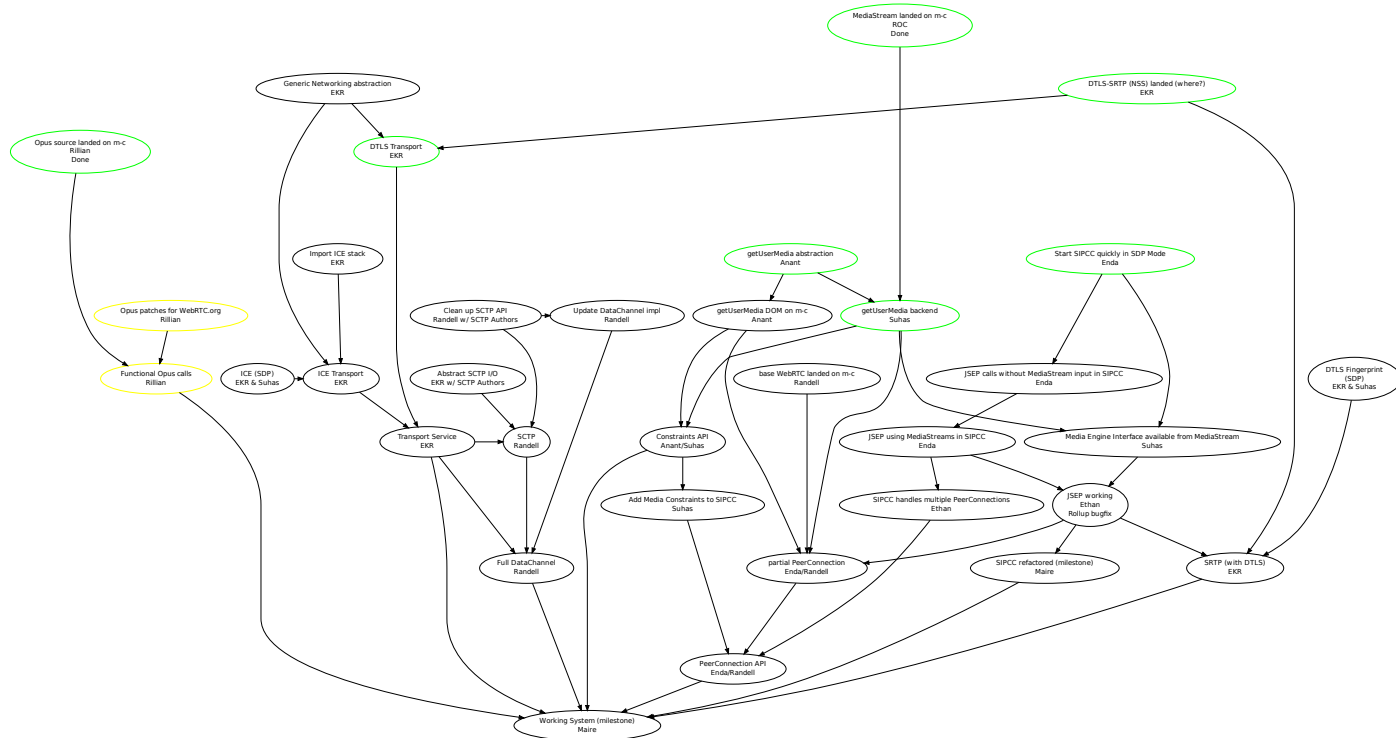 MediaStream landed on m-c
ROC
Done
Generic Networking abstraction
EKR
DTLS-SRTP (NSS) landed (where?)
EKR
Opus source landed on m-c
Rillian
Done
DTLS Transport
EKR
Import ICE stack
EKR
getUserMedia abstraction
Anant
Start SIPCC quickly in SDP Mode
Enda
Opus patches for WebRTC.org
Rillian
Clean up SCTP API
Randell w/ SCTP Authors
Update DataChannel impl
Randell
getUserMedia DOM on m-c
Anant
getUserMedia backend
Suhas
Functional Opus calls
Rillian
ICE (SDP)
EKR & Suhas
ICE Transport
EKR
Abstract SCTP I/O
EKR w/ SCTP Authors
base WebRTC landed on m-c
Randell
JSEP calls without MediaStream input in SIPCC
Enda
DTLS Fingerprint
(SDP)
EKR & Suhas
Transport Service
EKR
SCTP
Randell
Constraints API
Anant/Suhas
JSEP using MediaStreams in SIPCC
Enda
Media Engine Interface available from MediaStream
Suhas
Add Media Constraints to SIPCC
Suhas
SIPCC handles multiple PeerConnections
Ethan
JSEP working
Ethan
Rollup bugfix
Full DataChannel
Randell
partial PeerConnection
Enda/Randell
SIPCC refactored (milestone)
Maire
SRTP (with DTLS)
EKR
PeerConnection API
Enda/Randell
Working System (milestone)
Maire